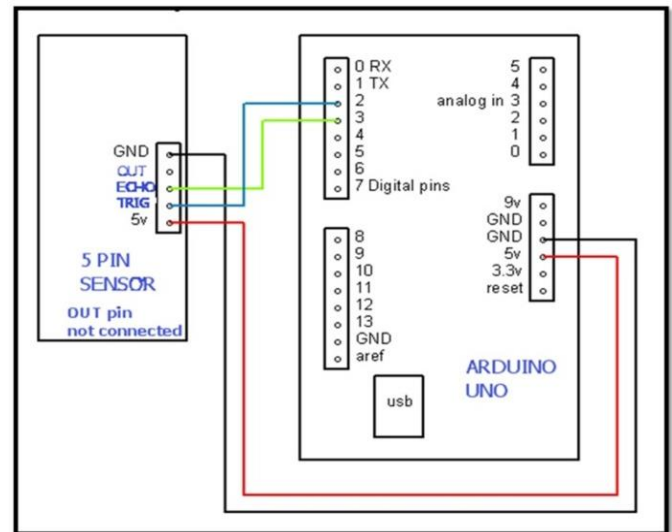 GND
OUT
ECHO
TRIG
5v
5 PIN
SENSOR
OUT pin
not connected
0 RX
1 TX
2
3
4
5
6
7 Digital pins
8
9
10
11
12
13
GND
aref
usb
5
4
analog in 3
2
1
0
9v
GND
GND
5v
3.3v
reset
ARDUINO
UNO